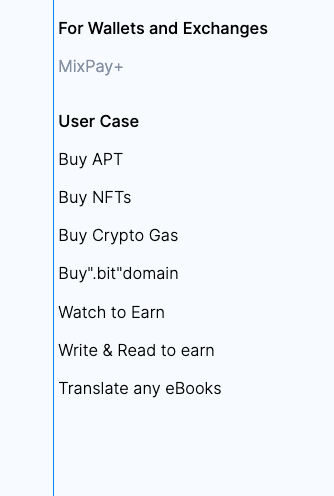 For Wallets and Exchanges
MixPay+
User Case
Buy APT
Buy NFTs
Buy Crypto Gas
Buy".bit"domain
Watch to Earn
Write & Read to earn
Translate any eBooks